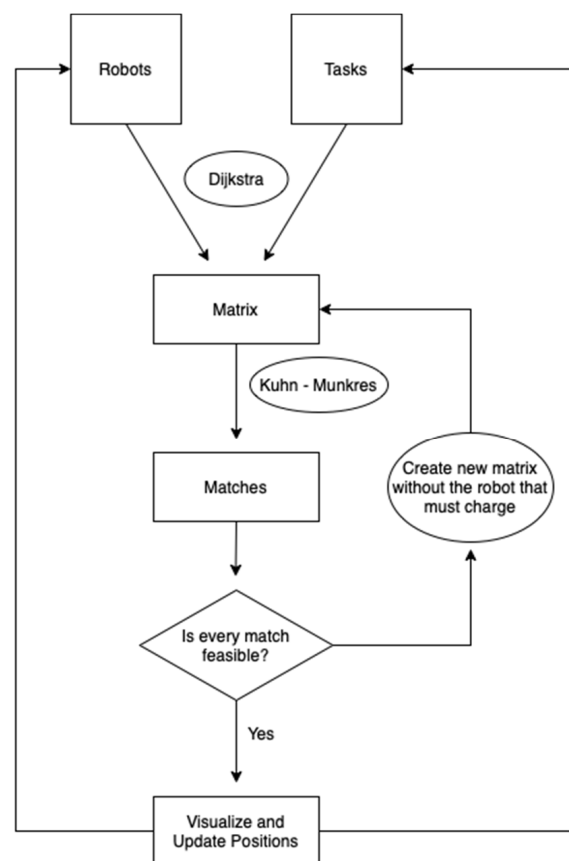 Robots
Tasks
Dijkstra
Matrix
Kuhn - Munkres
Matches
Create new matrix
without the robot that
must charge
Is every match
feasible?
Yes
Visualize and
Update Positions